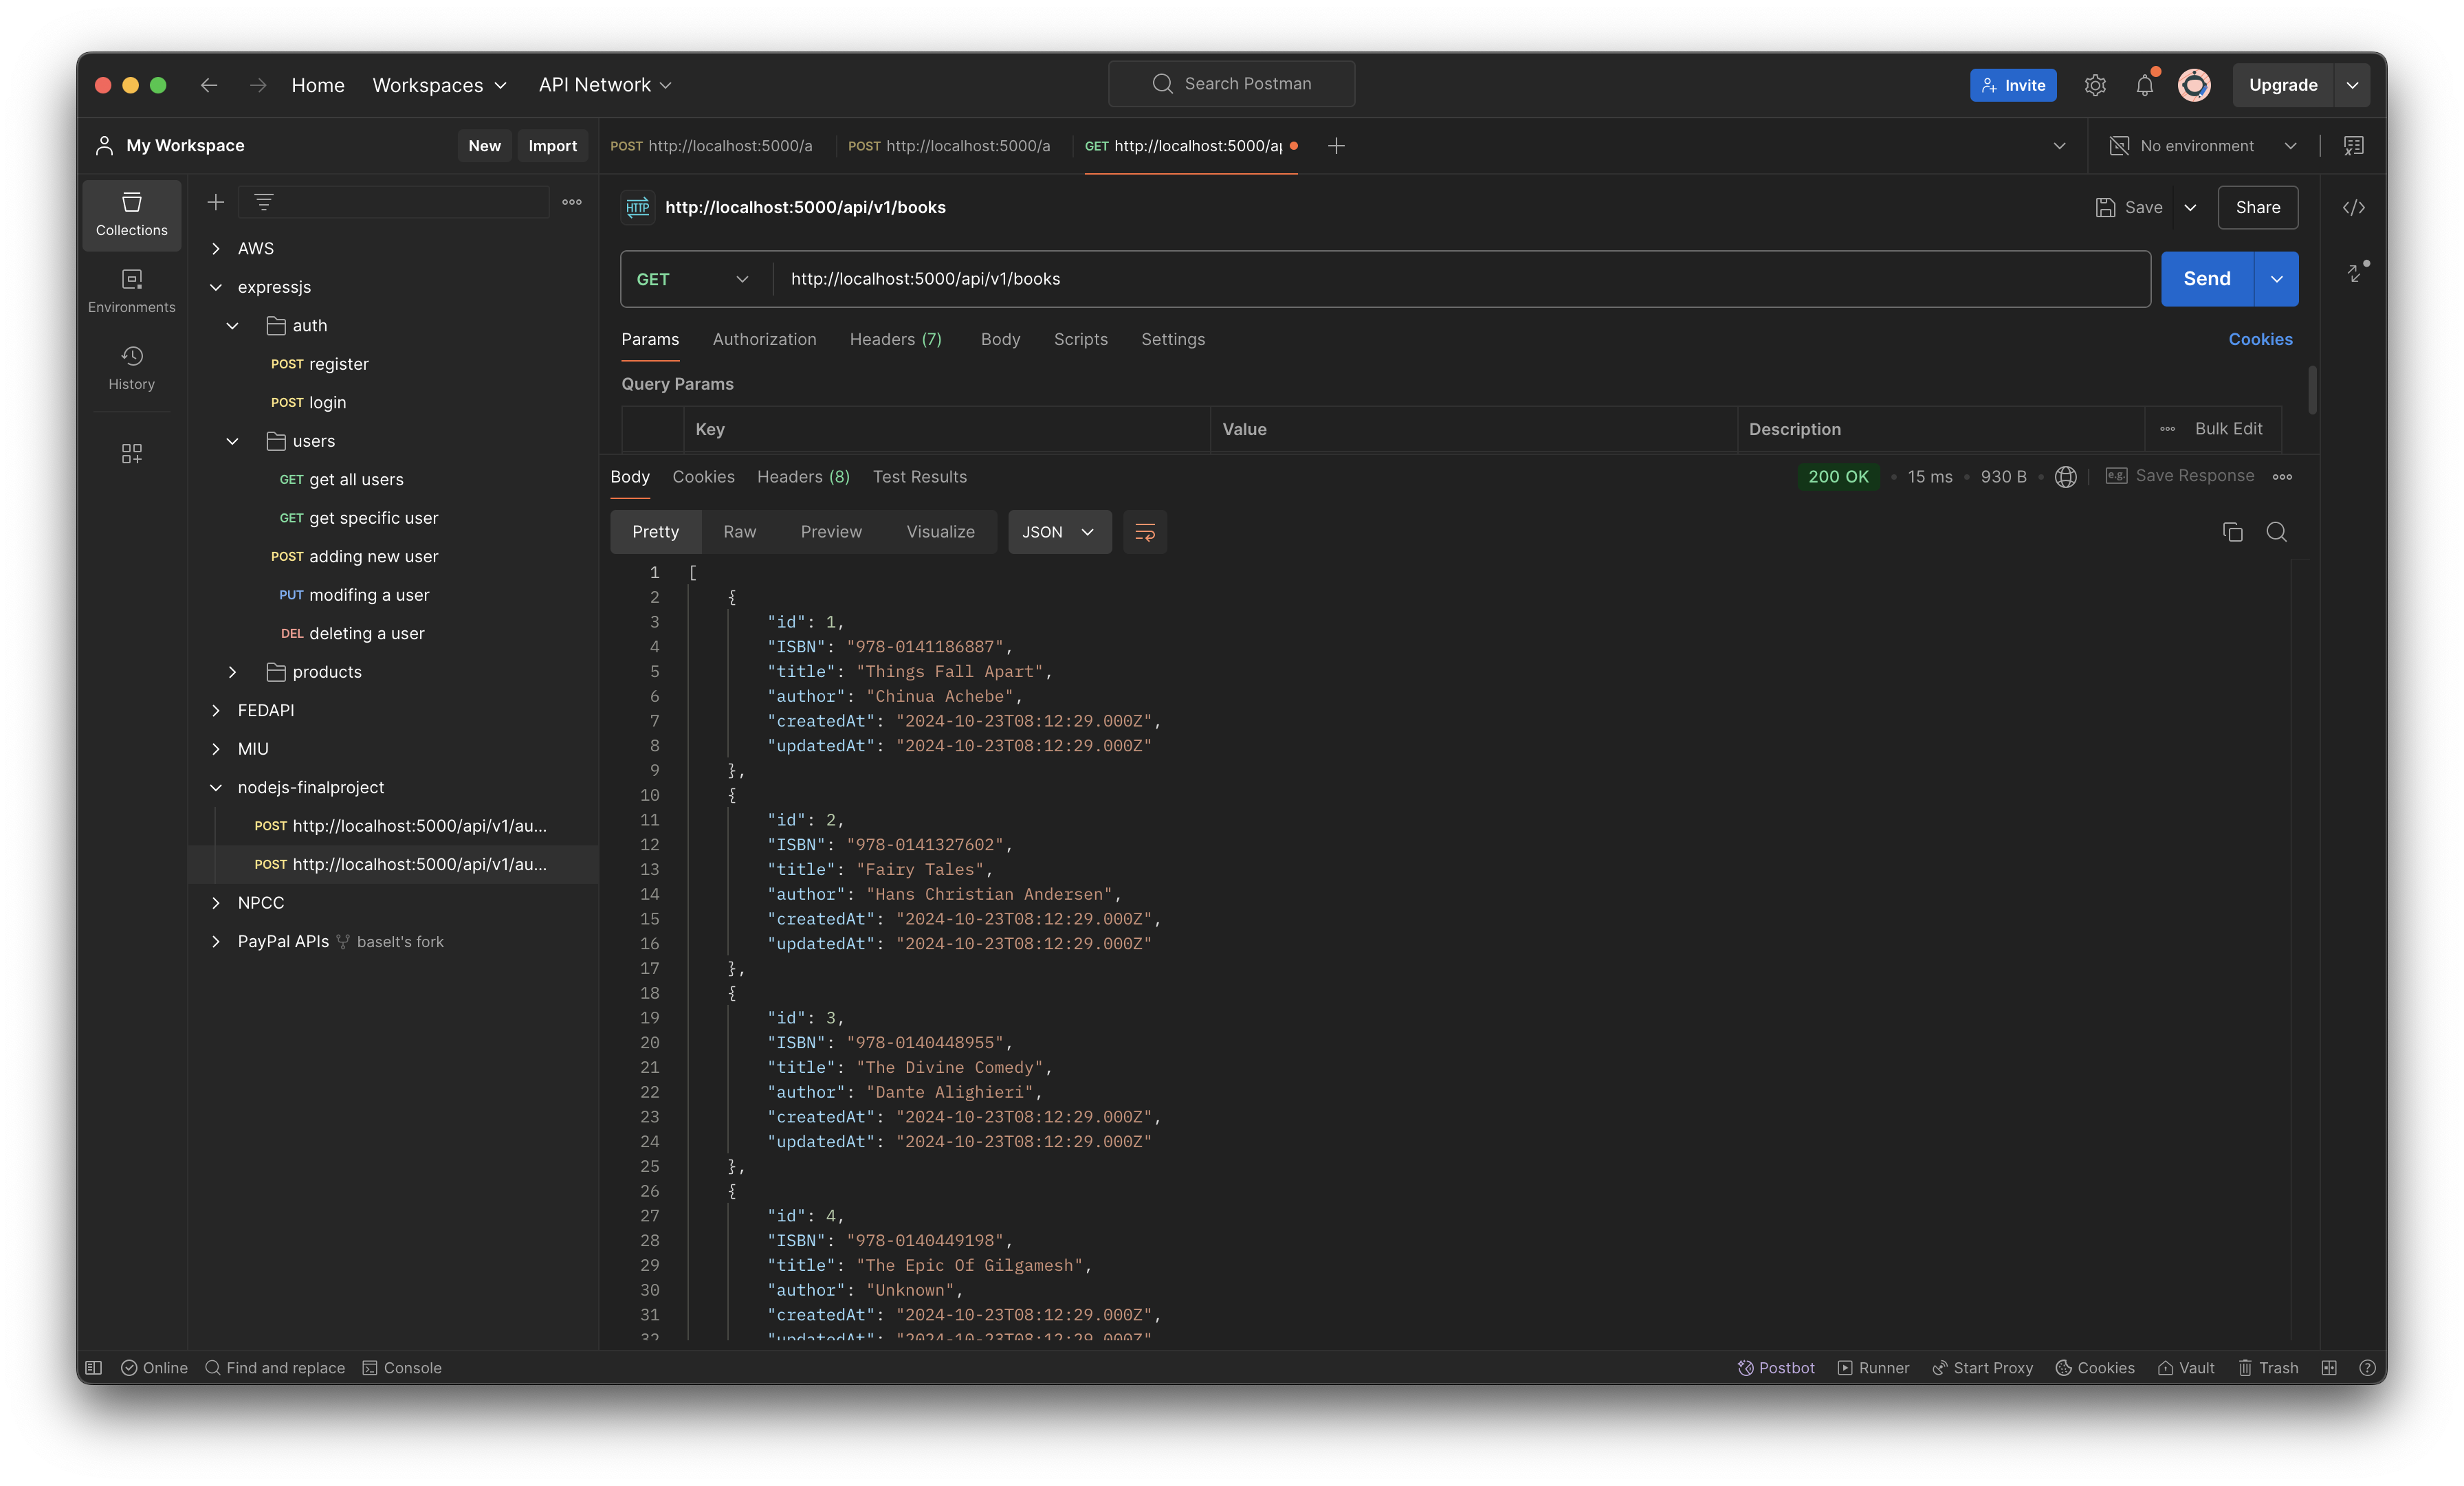 Home Workspaces API Network Search Postman Invite Upgrade
My Workspace New Import
POST http://localhost:5000/a POST http://localhost:5000/a GET http://localhost:5000/a No environment
Collections
Environments
History
AWS
expressjs
auth
POST register
POST login
users
GET get all users
GET get specific user
POST adding new user
PUT modifing a user
DEL deleting a user
products
FEDAPI
MIU
nodejs-finalproject
POST http://localhost:5000/api/v1/au...
POST http://localhost:5000/api/v1/au...
NPCC
PayPal APIs baselt's fork
HTTP http://localhost:5000/api/v1/books Save Share
GET http://localhost:5000/api/v1/books Send
Params Authorization Headers (7) Body Scripts Settings Cookies
Query Params
Key Value Description Bulk Edit
Body Cookies Headers (8) Test Results 200 OK • 15 ms • 930 B • e.g. Save Response
Pretty Raw Preview Visualize JSON
1 [
2 {
3 "id": 1,
4 "ISBN": "978-0141186887",
5 "title": "Things Fall Apart",
6 "author": "Chinua Achebe",
7 "createdAt": "2024-10-23T08:12:29.000Z",
8 "updatedAt": "2024-10-23T08:12:29.000Z"
9 },
10 {
11 "id": 2,
12 "ISBN": "978-0141327602",
13 "title": "Fairy Tales",
14 "author": "Hans Christian Andersen",
15 "createdAt": "2024-10-23T08:12:29.000Z",
16 "updatedAt": "2024-10-23T08:12:29.000Z"
17 },
18 {
19 "id": 3,
20 "ISBN": "978-0140448955",
21 "title": "The Divine Comedy",
22 "author": "Dante Alighieri",
23 "createdAt": "2024-10-23T08:12:29.000Z",
24 "updatedAt": "2024-10-23T08:12:29.000Z"
25 },
26 {
27 "id": 4,
28 "ISBN": "978-0140449198",
29 "title": "The Epic Of Gilgamesh",
30 "author": "Unknown",
31 "createdAt": "2024-10-23T08:12:29.000Z",
32 "updatedAt": "2024-10-23T08:12:29.000Z"
Online Find and replace Console Postbot Runner Start Proxy Cookies Vault Trash